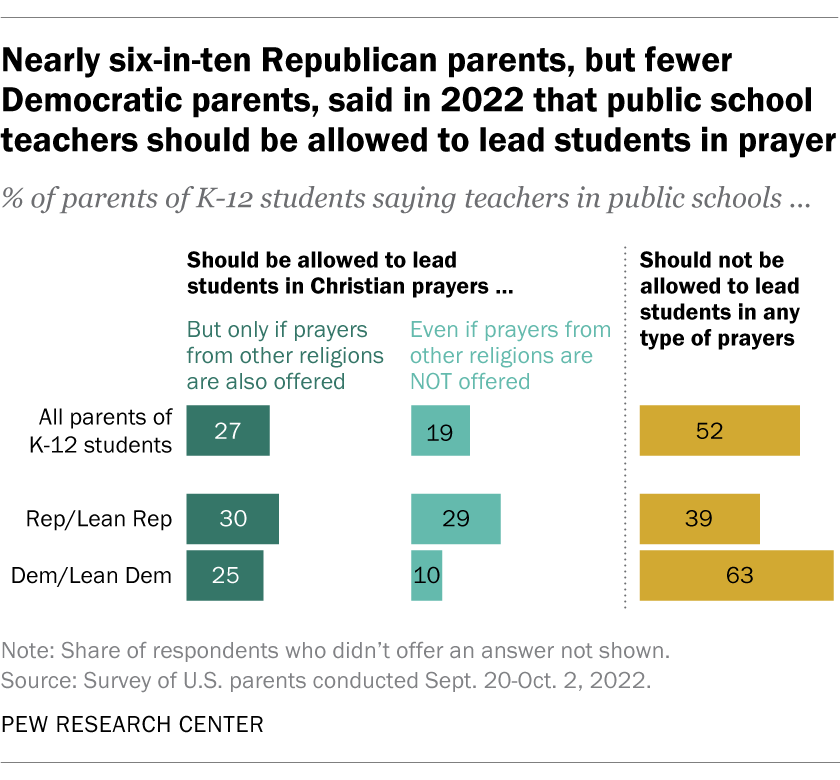 Nearly six-in-ten Republican parents, but fewer
Democratic parents, said in 2022 that public school
teachers should be allowed to lead students in prayer
% of parents of K-12 students saying teachers in public schools ...
Should be allowed to lead
students in Christian prayers ...
But only if prayers
from other religions
are also offered
Even if prayers from
other religions are
NOT offered
Should not be
allowed to lead
students in any
type of prayers
All parents of
K-12 students
27
19
52
Rep/Lean Rep
30
29
39
Dem/Lean Dem
25
10
63
Note: Share of respondents who didn’t offer an answer not shown.
Source: Survey of U.S. parents conducted Sept. 20-Oct. 2, 2022.
PEW RESEARCH CENTER